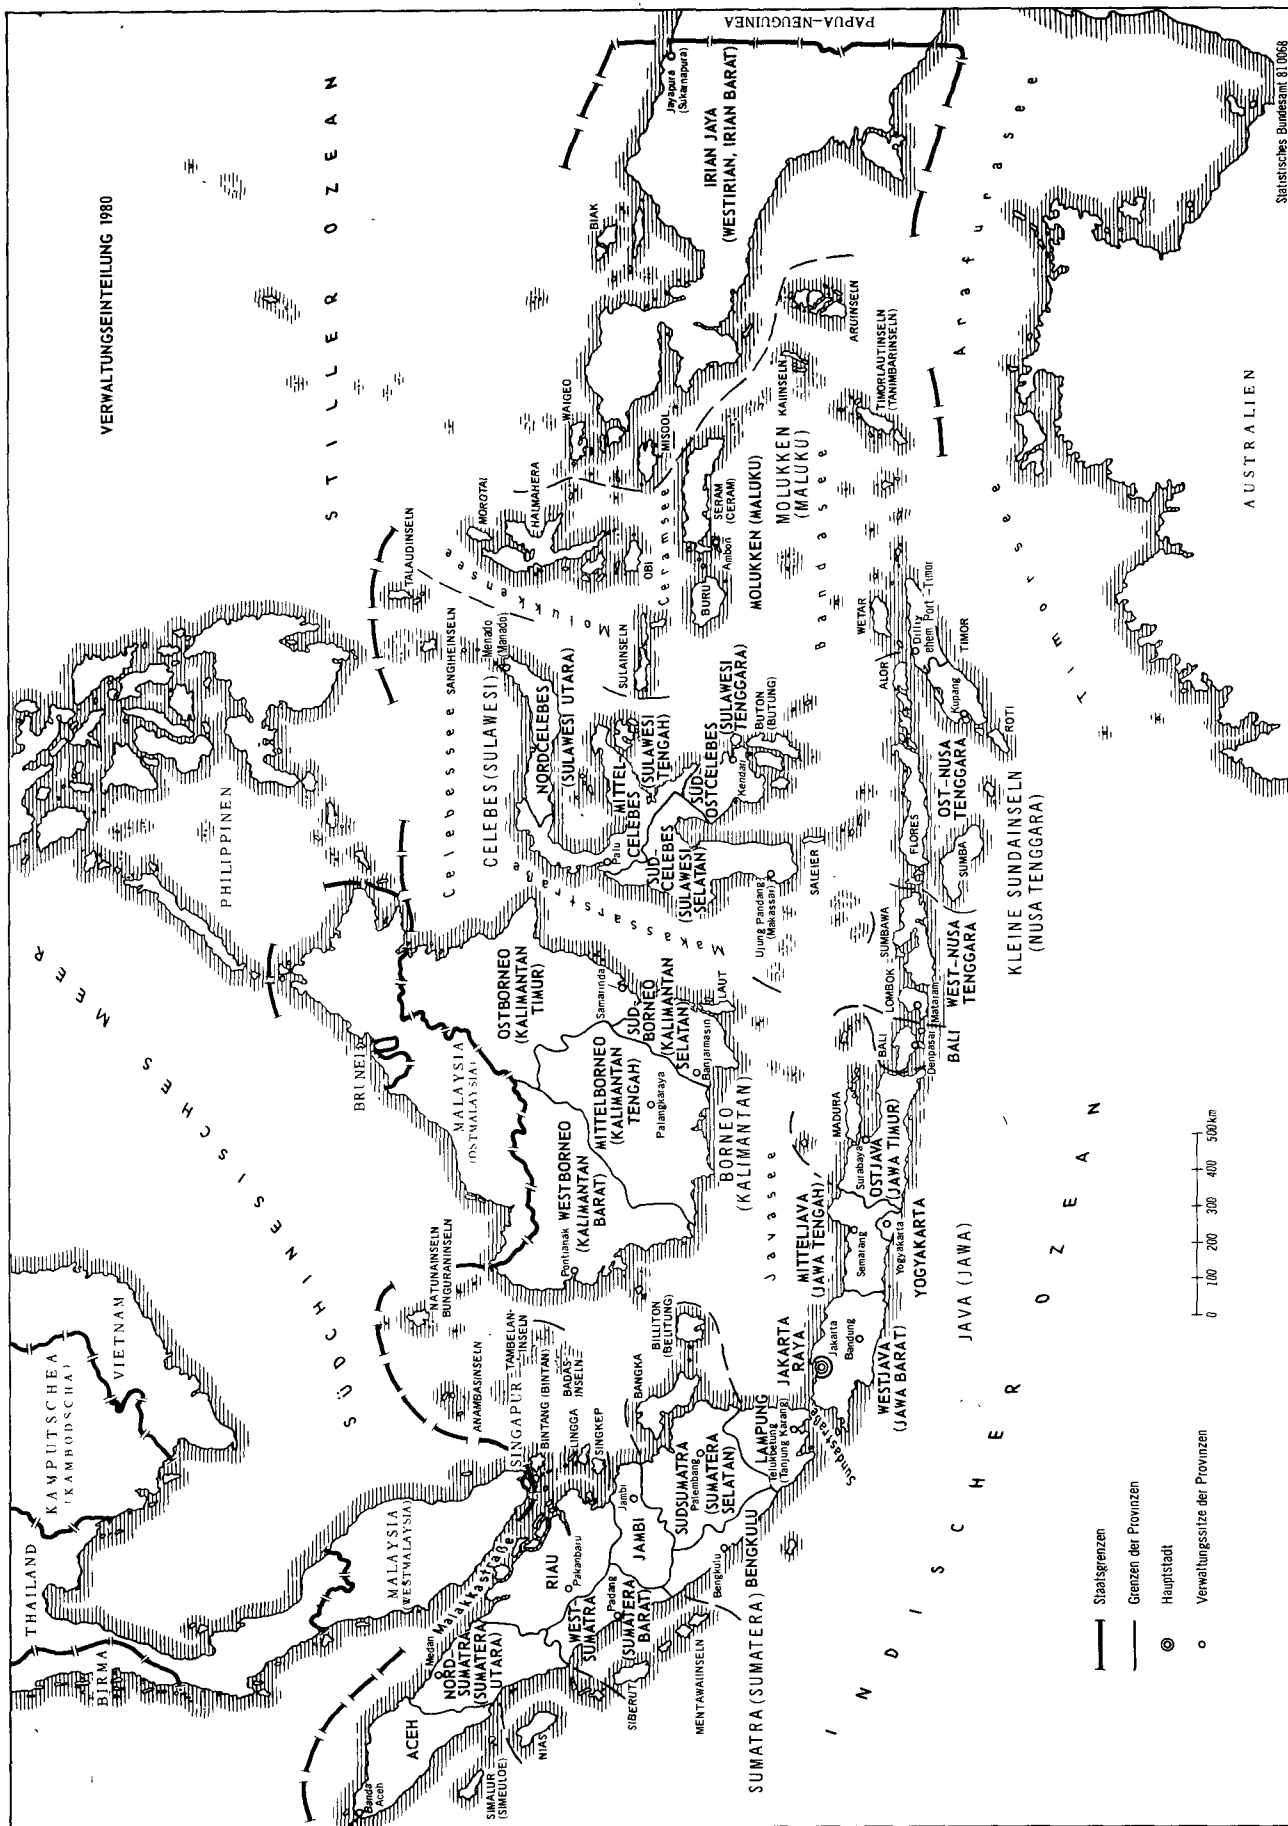 VERWALTUNGSEINTEILUNG 1980
STILLER OZEAN
SÜDCHINESISCHES MEER
INDISCHER OZEAN
THAILAND
BIRMA
KAMPUTSCHEA
(KAMBODSCHA)
VIETNAM
MALAYSIA
(WESTMALAYSIA)
Malakkastraße
SINGAPUR
BRUNEI
MALAYSIA
(OSTMALAYSIA)
PHILIPPINEN
PAPUA-NEUGUINEA
AUSTRALIEN
Banda
Aceh
ACEH
Medan
NORD-
SUMATRA
(SUMATERA
UTARA)
SIMALUR
(SIMEULOE)
NIAS
RIAU
Pakanbaru
WEST-
SUMATRA
Padang
(SUMATERA
BARAT)
SIBERUT
MENTAWAIINSELN
JAMBI
Jambi
SÜDSUMATRA
Palembang
(SUMATERA
SELATAN)
Bengkulu
BENGKULU
SUMATRA (SUMATERA)
LAMPUNG
Telukbetung
(Tanjung Karang)
Sundastraße
ANAMBASINSELN
NATUNAINSELN
BUNGURANINSELN
TAMBELAN-
INSELN
BINTANG (BINTAN)
BADAS-
INSELN
LINGGA
SINGKEP
BANGKA
BILLITON
(BELITUNG)
Pontianak
WESTBORNEO
(KALIMANTAN
BARAT)
MITTELBORNEO
(KALIMANTAN
TENGAH)
Palangkaraya
OSTBORNEO
(KALIMANTAN
TIMUR)
Samarinda
SÜD-
BORNEO
(KALIMANTAN
SELATAN)
Banjarmasin
LAUT
BORNEO
(KALIMANTAN)
Javasee
Makassarstraße
Celebessee
CELEBES (SULAWESI)
SANGIHEINSELN
TALAUDINSELN
Menado
(Manado)
NORDCELEBES
(SULAWESI UTARA)
MITTEL-
CELEBES
(SULAWESI
TENGAH)
Palu
SÜD-
CELEBES
(SULAWESI
SELATAN)
SÜD-
OSTCELEBES
(SULAWESI
TENGGARA)
Kendari
BUTON
(BUTUNG)
Ujung Pandang
(Makassar)
SALEIER
Molukkensee
MOROTAI
HALMAHERA
WAIGEO
OBI
MISOOL
SULAINSELN
Ceramsee
BURU
SERAM
(CERAM)
Ambon
MOLUKKEN (MALUKU)
MOLUKKEN
(MALUKU)
KAIINSELN
ARUINSELN
TIMORLAUTINSELN
(TANIMBARINSELN)
Bandasee
Arafurasee
Timorsee
BIAK
Jayapura
(Sukarnapura)
IRIAN JAYA
(WESTIRIAN, IRIAN BARAT)
JAKARTA
RAYA
Jakarta
Bandung
WESTJAVA
(JAWA BARAT)
MITTELJAVA
(JAWA TENGAH)
Semarang
Yogyakarta
YOGYAKARTA
MADURA
Surabaya
OSTJAVA
(JAWA TIMUR)
JAVA (JAWA)
BALI
Denpasar
BALI
LOMBOK
Mataram
SUMBAWA
WEST-NUSA
TENGGARA
FLORES
SUMBA
OST-NUSA
TENGGARA
ALOR
WETAR
Dilly
ehem Port -Timor
TIMOR
Kupang
ROTI
KLEINE SUNDAINSELN
(NUSA TENGGARA)
Staatsgrenzen
Grenzen der Provinzen
Hauptstadt
Verwaltungssitze der Provinzen
0 100 200 300 400 500km
Statistisches Bundesamt 81 0068